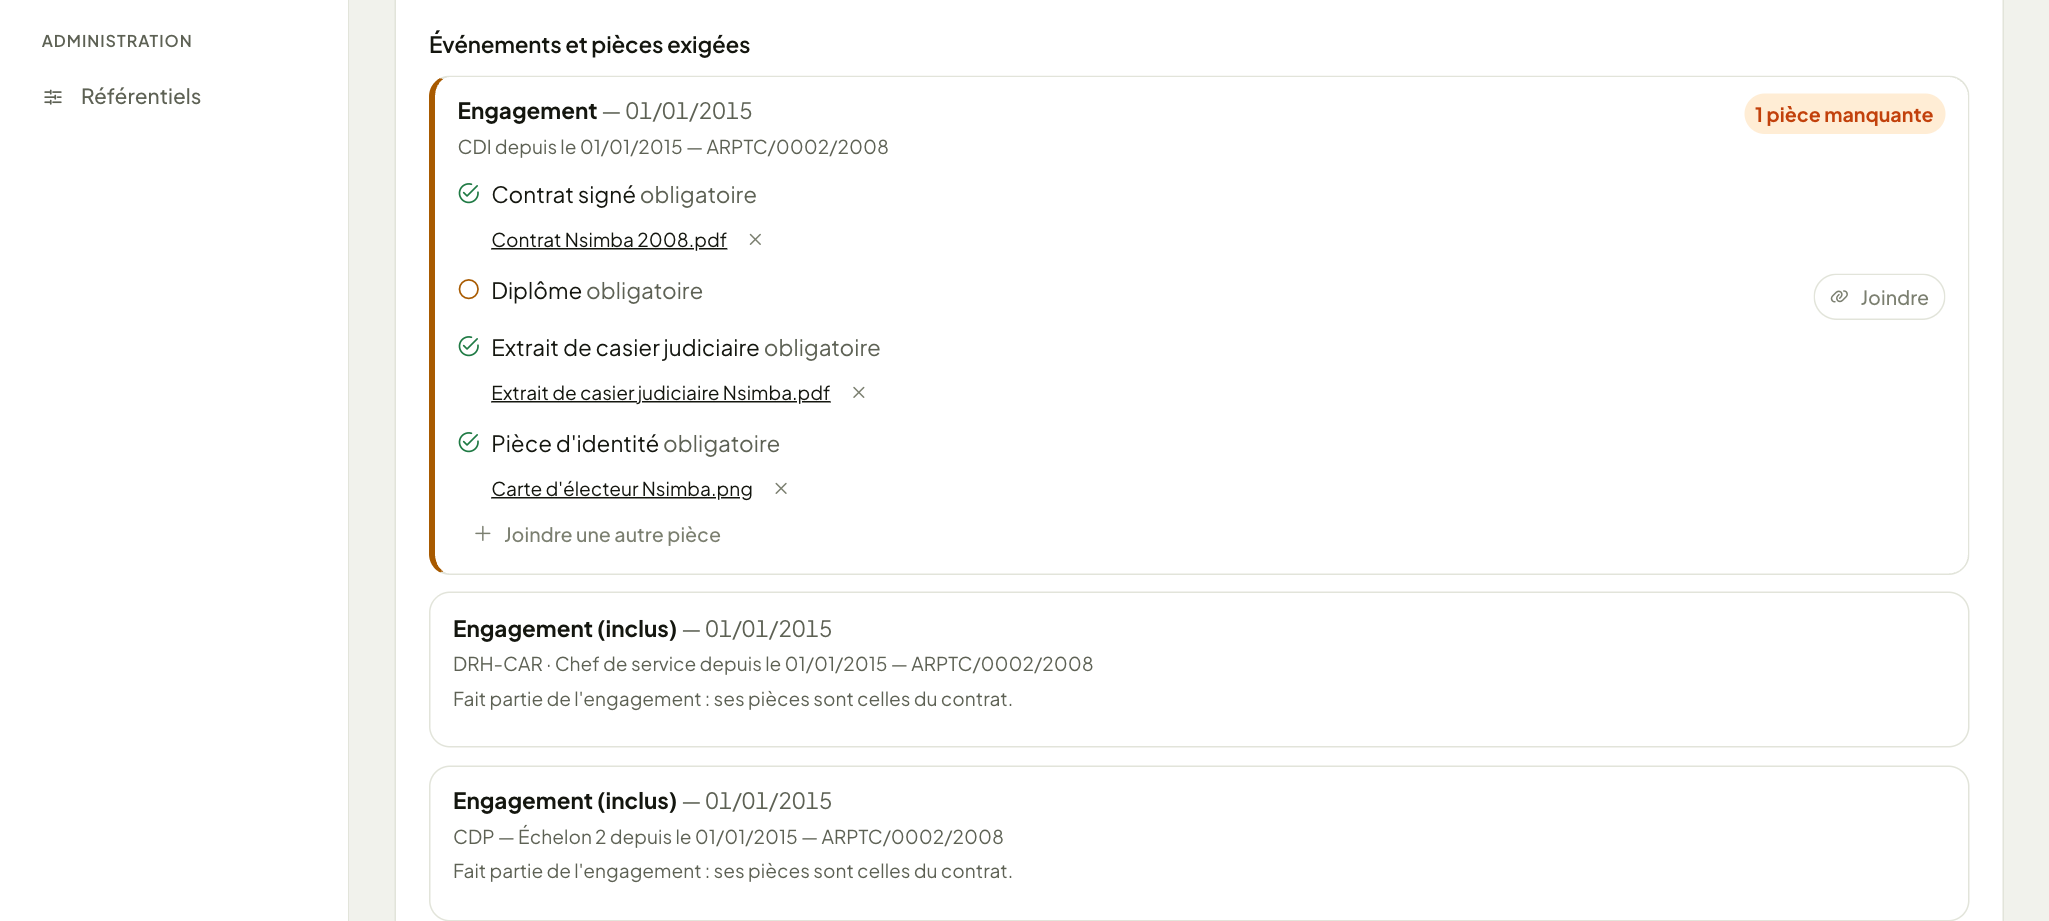 ADMINISTRATION
Référentiels
Événements et pièces exigées
Engagement — 01/01/2015
1 pièce manquante
CDI depuis le 01/01/2015 — ARPTC/0002/2008
Contrat signé obligatoire
Contrat Nsimba 2008.pdf
Diplôme obligatoire
Joindre
Extrait de casier judiciaire obligatoire
Extrait de casier judiciaire Nsimba.pdf
Pièce d'identité obligatoire
Carte d'électeur Nsimba.png
Joindre une autre pièce
Engagement (inclus) — 01/01/2015
DRH-CAR · Chef de service depuis le 01/01/2015 — ARPTC/0002/2008
Fait partie de l'engagement : ses pièces sont celles du contrat.
Engagement (inclus) — 01/01/2015
CDP — Échelon 2 depuis le 01/01/2015 — ARPTC/0002/2008
Fait partie de l'engagement : ses pièces sont celles du contrat.